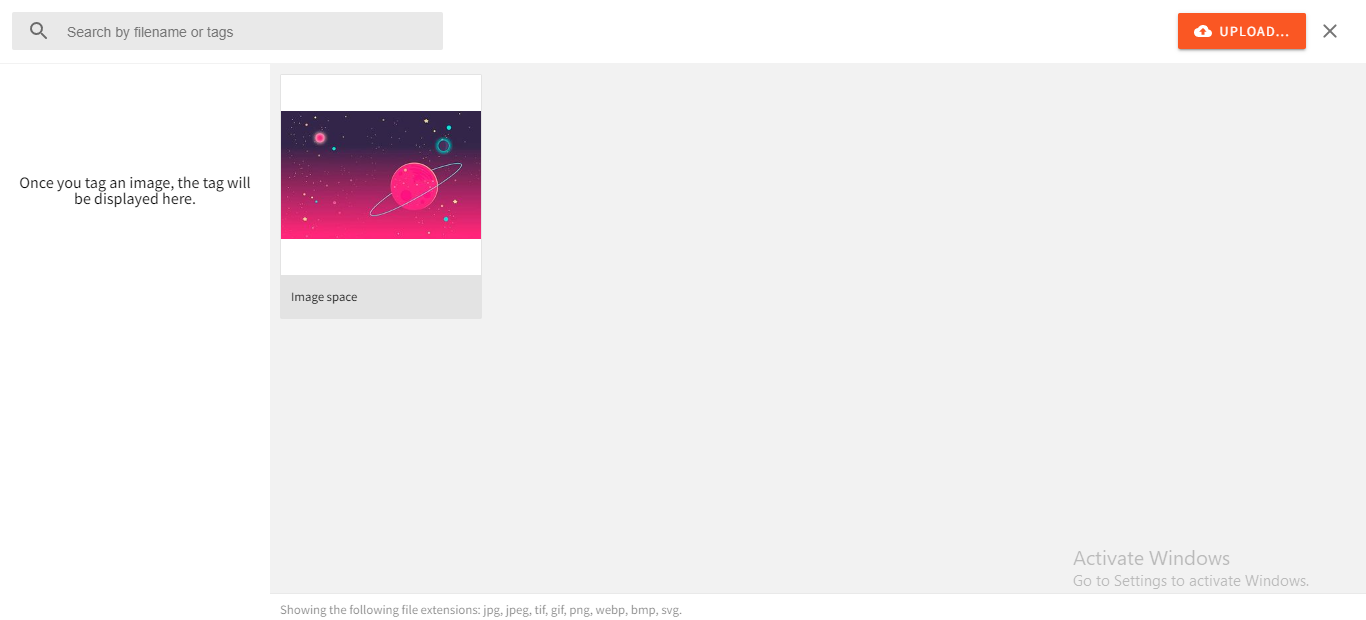 Search by filename or tags
UPLOAD...
Once you tag an image, the tag will
be displayed here.
Image space
Activate Windows
Go to Settings to activate Windows.
Showing the following file extensions: jpg, jpeg, tif, gif, png, webp, bmp, svg.